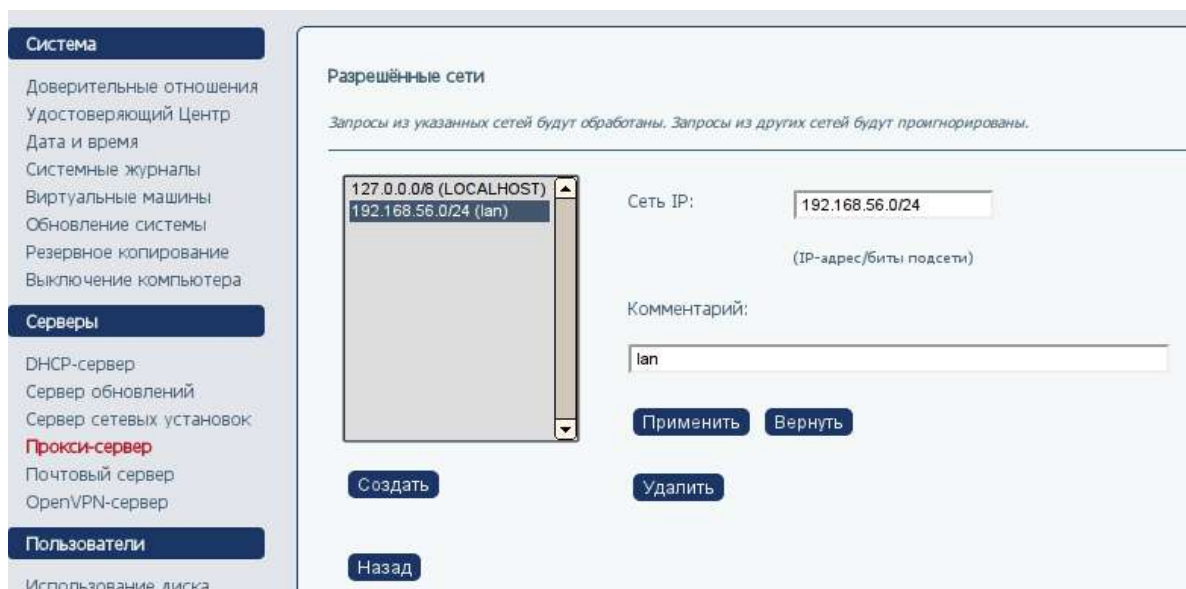 Система
Доверительные отношения
Удостоверяющий Центр
Дата и время
Системные журналы
Виртуальные машины
Обновление системы
Резервное копирование
Выключение компьютера
Серверы
DHCP-сервер
Сервер обновлений
Сервер сетевых установок
Прокси-сервер
Почтовый сервер
OpenVPN-сервер
Пользователи
Использование диска
Разрешённые сети
Запросы из указанных сетей будут обработаны. Запросы из других сетей будут проигнорированы.
127.0.0.0/8 (LOCALHOST)
192.168.56.0/24 (lan)
Сеть IP:
192.168.56.0/24
(IP-адрес/биты подсети)
Комментарий:
lan
Применить Вернуть
Создать
Удалить
Назад